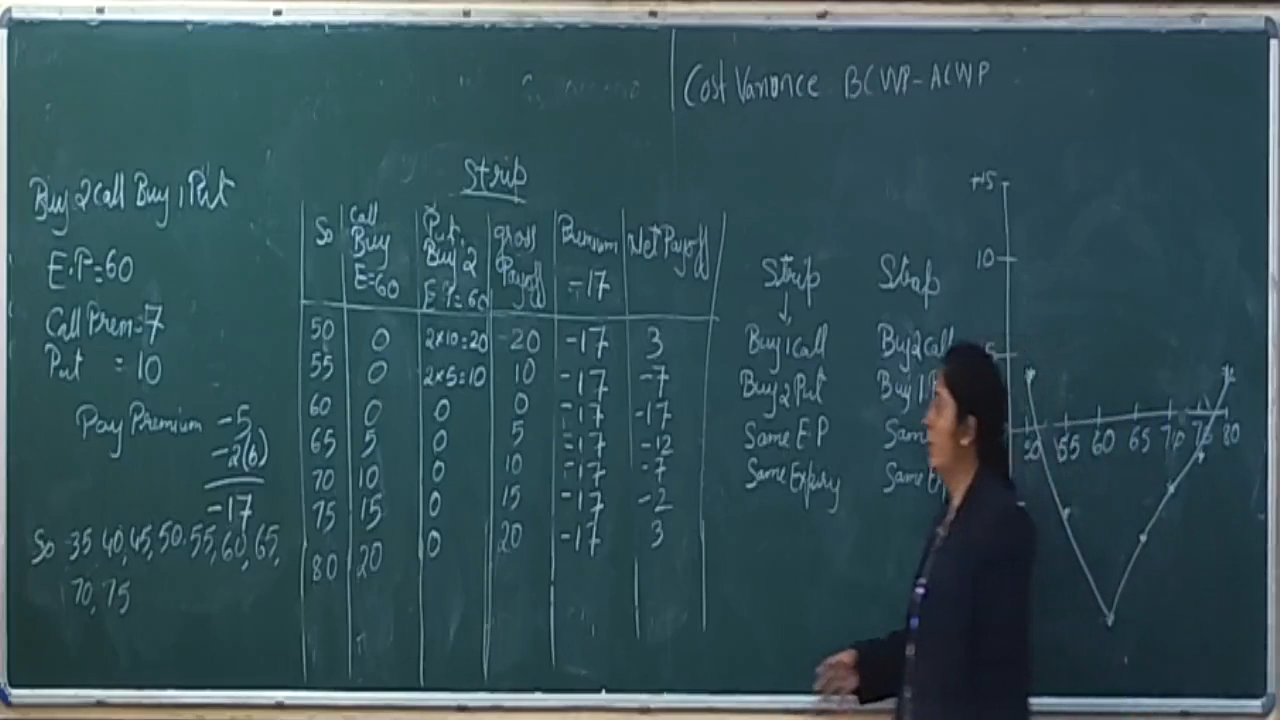 Cost Variance BCWP-ACWP
Buy 2 Call Buy 1 Put
E.P=60
Call Prem=7
Put =10
Pay Premium -5
-2(6)
-17
So 35 40, 45, 50, 55, 60, 65,
70, 75
Strip
So Call Buy E=60 Put Buy 2 E.P=60 Gross Payoff Premium -17 Net Payoff
50 0 2×10=20 20 -17 3
55 0 2×5=10 10 -17 -7
60 0 0 0 -17 -17
65 5 0 5 -17 -12
70 10 0 10 -17 -7
75 15 0 15 -17 -2
80 20 0 20 -17 3
Strip
Buy 1 Call
Buy 2 Put
Same E P
Same Expiry
Strap
Buy 2 Call
Buy 1 P
Sam
Same E
+15
10
5
50 55 60 65 70 75 80